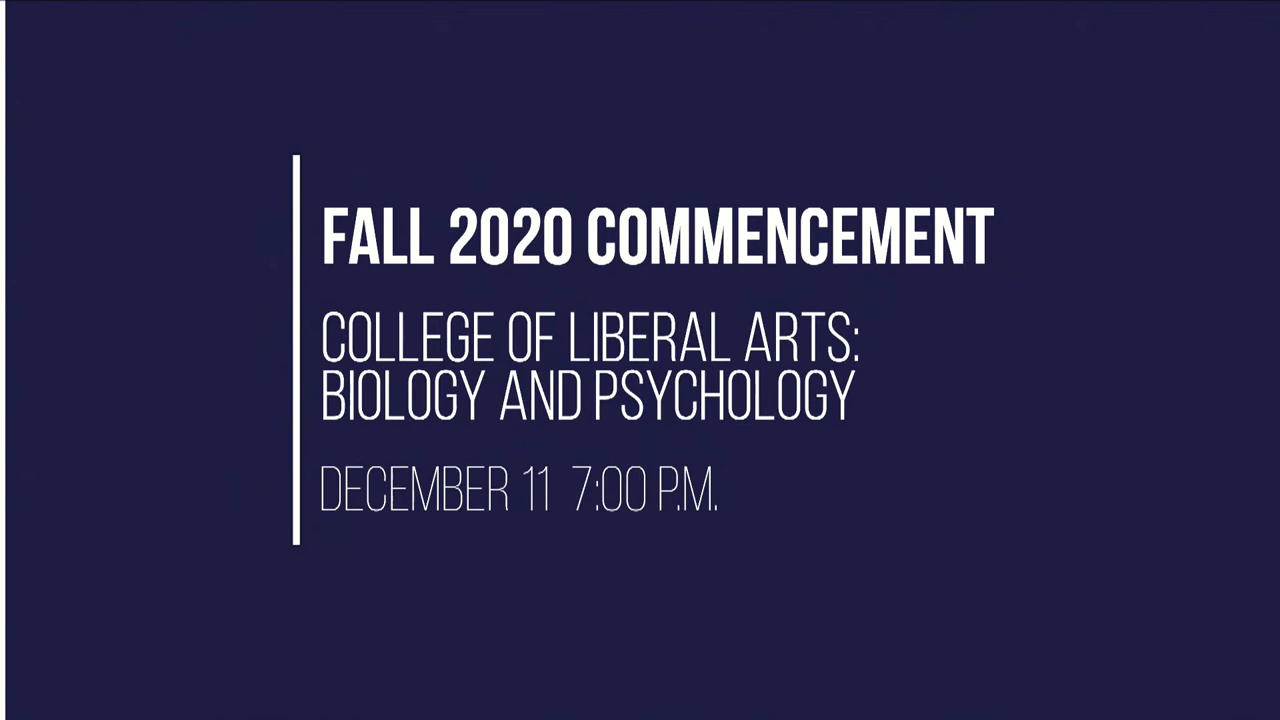 FALL 2020 COMMENCEMENT
COLLEGE OF LIBERAL ARTS:
BIOLOGY AND PSYCHOLOGY
DECEMBER 11 7:00 P.M.